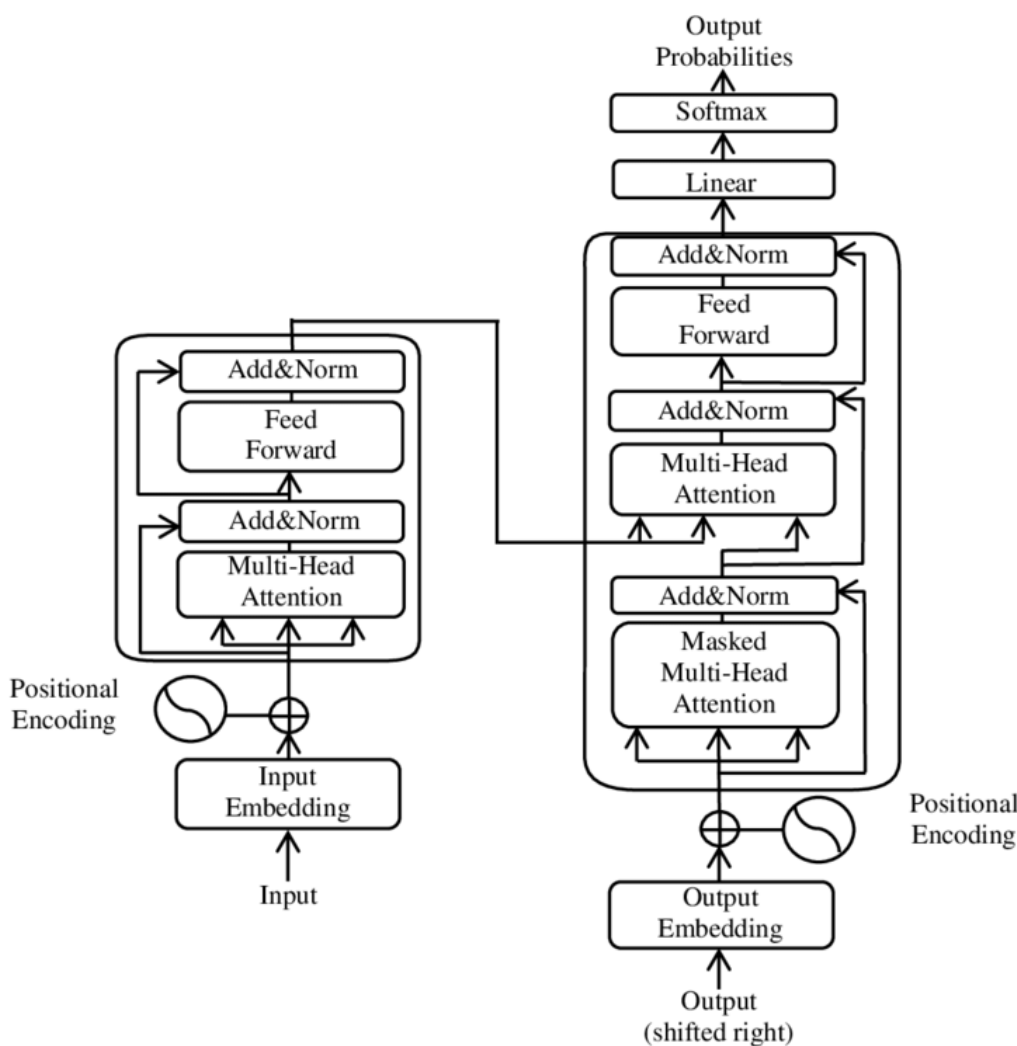 Output
Probabilities
Softmax
Linear
Add&Norm
Feed
Forward
Add&Norm
Multi-Head
Attention
Add&Norm
Masked
Multi-Head
Attention
Positional
Encoding
Output
Embedding
Output
(shifted right)
Add&Norm
Feed
Forward
Add&Norm
Multi-Head
Attention
Positional
Encoding
Input
Embedding
Input